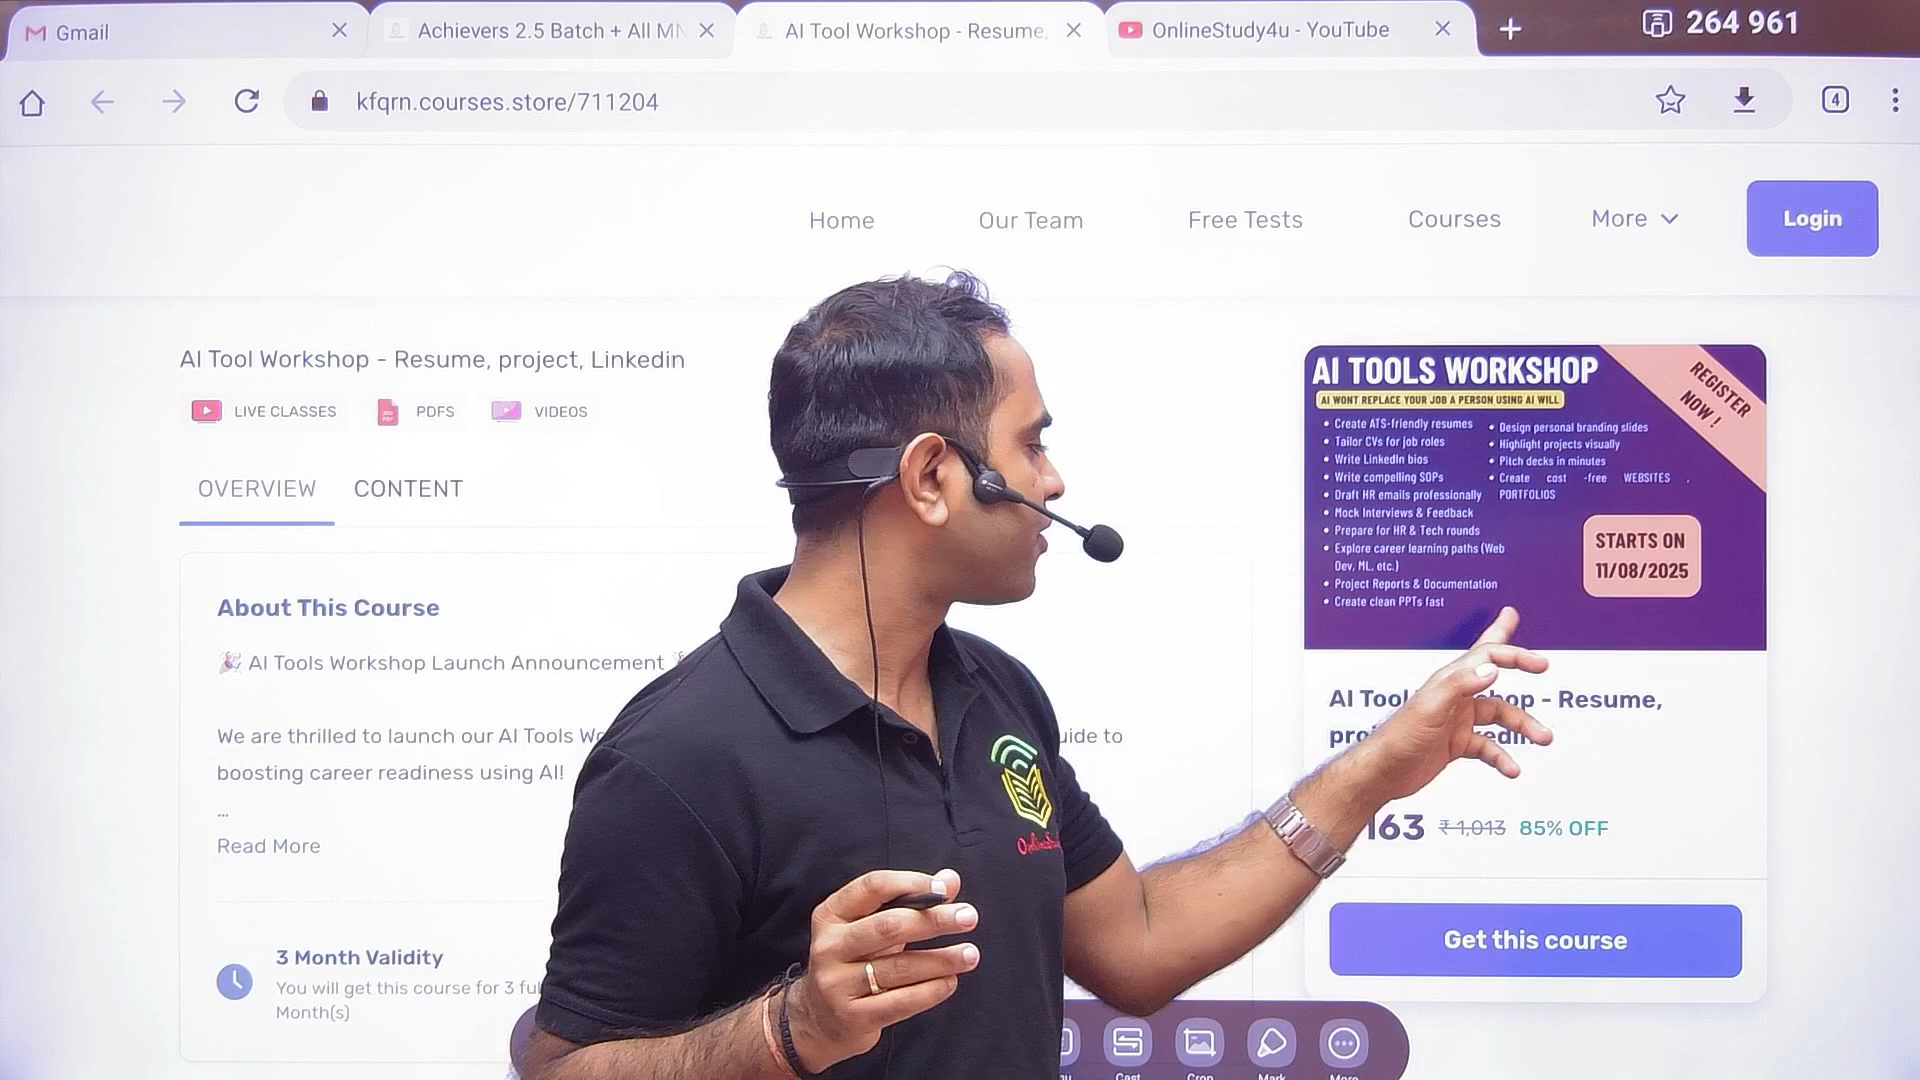 Gmail
Achievers 2.5 Batch + All
AI Tool Workshop - Resume,
OnlineStudy4u - YouTube
264 961
kfqrn.courses.store/711204
4
Home
Our Team
Free Tests
Courses
More
Login
AI Tool Workshop - Resume, project, Linkedin
LIVE CLASSES
PDFS
VIDEOS
OVERVIEW
CONTENT
About This Course
AI Tools Workshop Launch Announcement
We are thrilled to launch our AI Tools
to
boosting career readiness using AI!
...
Read More
3 Month Validity
You will get this course for 3
Month(s)
AI TOOLS WORKSHOP
REGISTER
NOW !
AI WONT REPLACE YOUR JOB A PERSON USING AI WILL
• Create ATS-friendly resumes
• Tailor CVs for job roles
• Write LinkedIn bios
• Write compelling SOPs
• Draft HR emails professionally
• Mock Interviews & Feedback
• Prepare for HR & Tech rounds
• Explore career learning paths (Web
Dev, ML, etc.)
• Project Reports & Documentation
• Create clean PPTs fast
• Design personal branding slides
• Highlight projects visually
• Pitch decks in minutes
• Create cost -free WEBSITES ,
PORTFOLIOS
STARTS ON
11/08/2025
AI Tool - Resume,
163 ₹ 1,013 85% OFF
Get this course
Cast
Crop
Mark
More